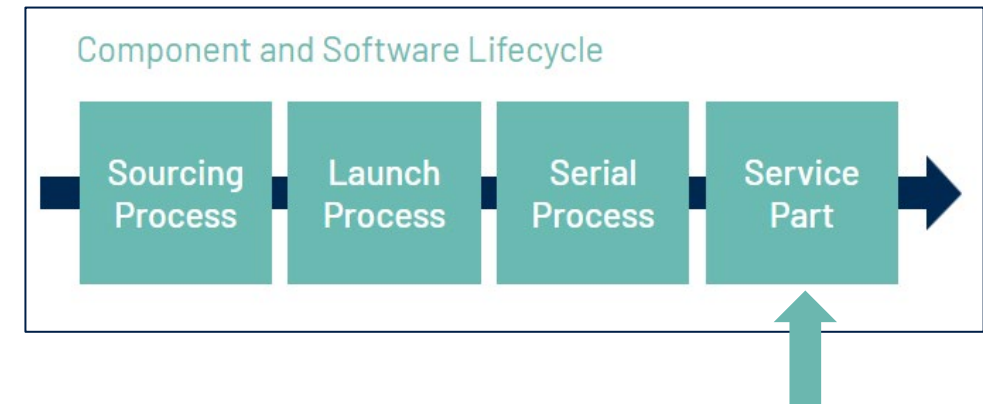 Component and Software Lifecycle
Sourcing
Process
Launch
Process
Serial
Process
Service
Part